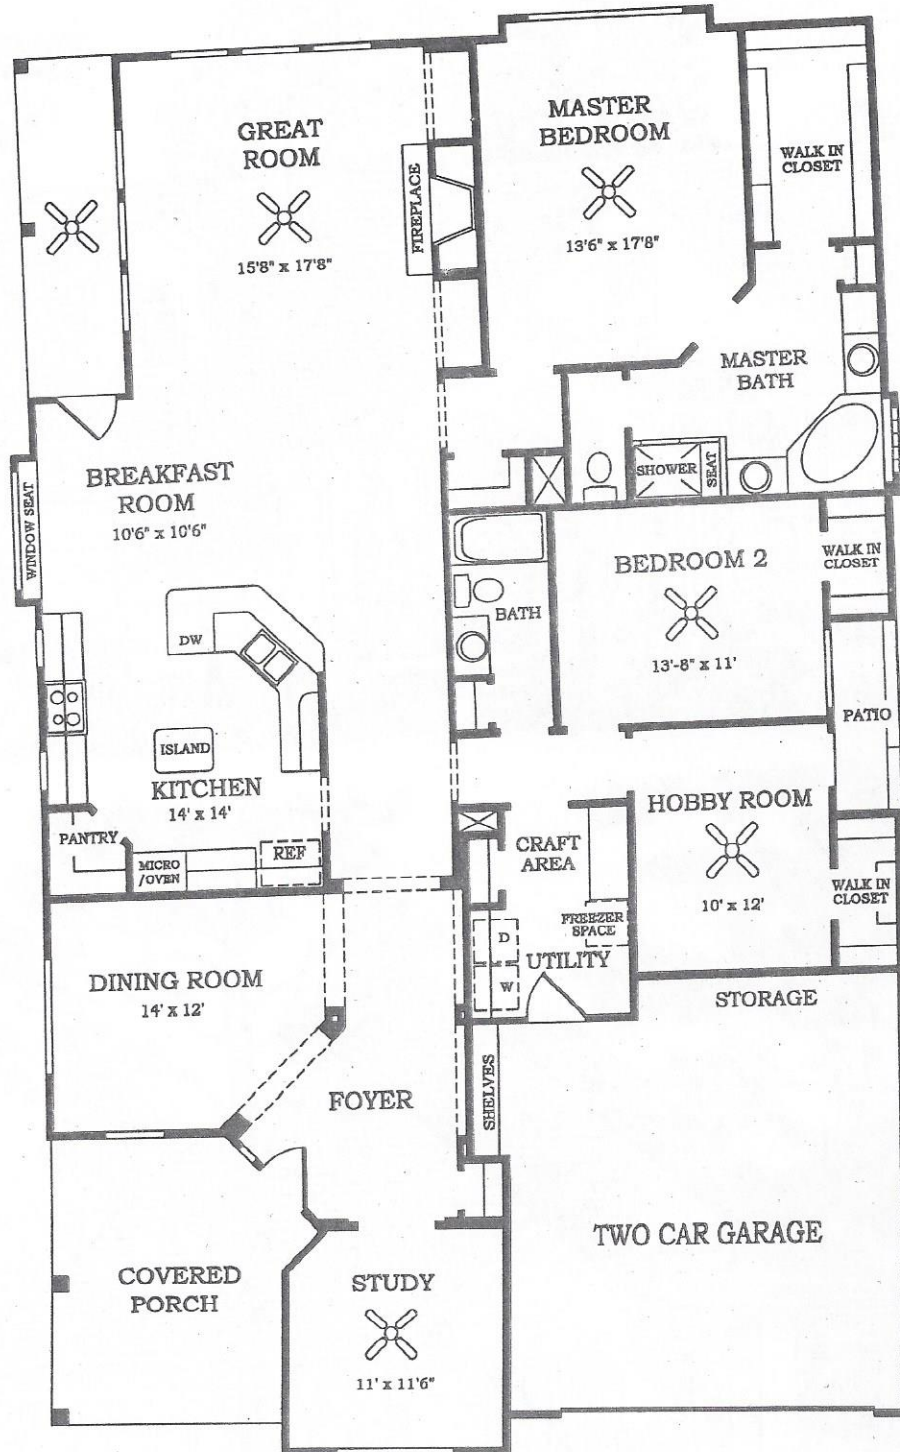 GREAT
ROOM
15'8" x 17'8"
FIREPLACE
MASTER
BEDROOM
13'6" x 17'8"
WALK IN
CLOSET
MASTER
BATH
SHOWER
SEAT
BREAKFAST
ROOM
10'6" x 10'6"
WINDOW SEAT
BATH
BEDROOM 2
13'-8" x 11'
WALK IN
CLOSET
DW
ISLAND
KITCHEN
14' x 14'
PANTRY
MICRO
/OVEN
REF
PATIO
HOBBY ROOM
10' x 12'
CRAFT
AREA
WALK IN
CLOSET
FREEZER
SPACE
D
W
UTILITY
DINING ROOM
14' x 12'
STORAGE
FOYER
SHELVES
TWO CAR GARAGE
COVERED
PORCH
STUDY
11' x 11'6"